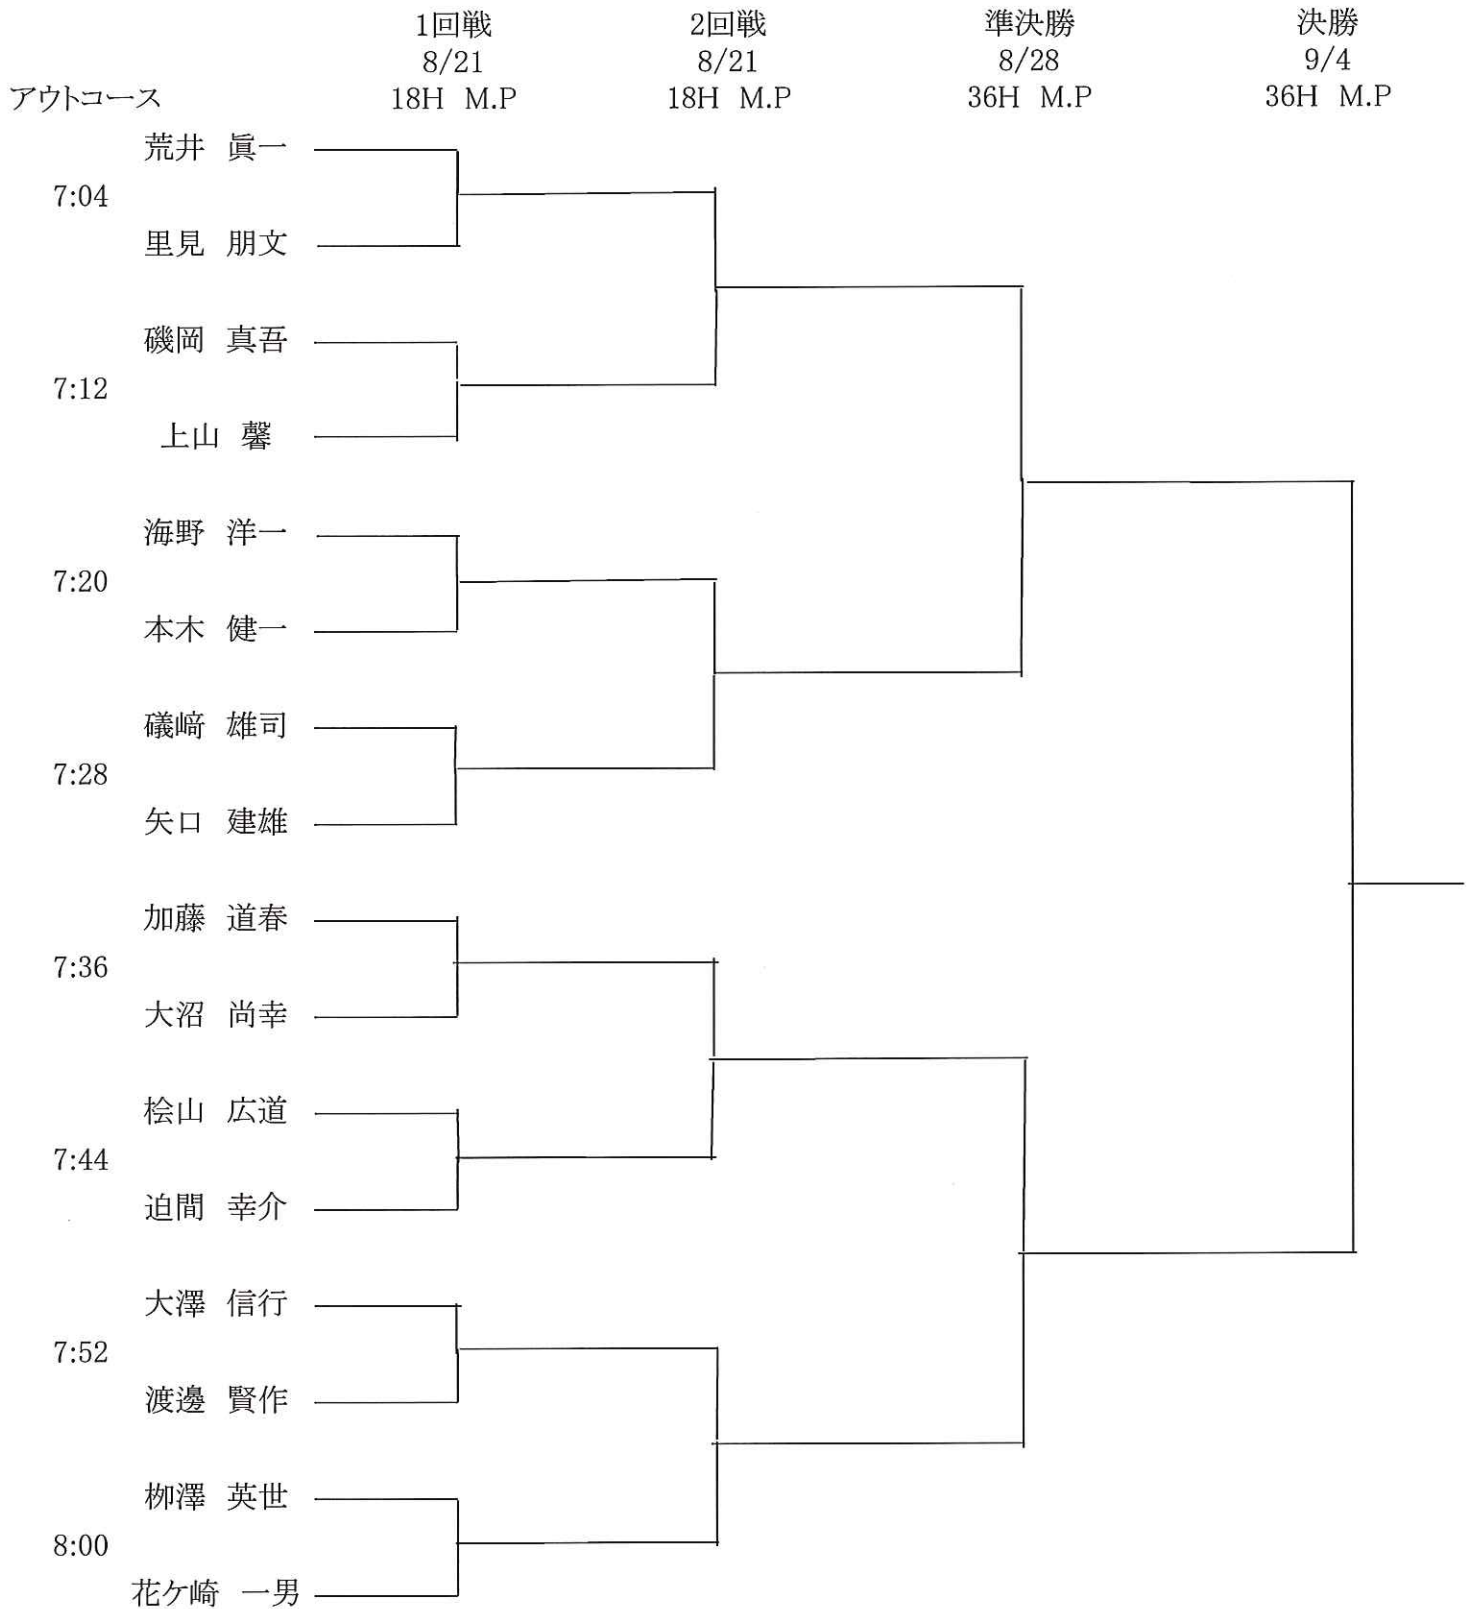 1回戦 2回戦 準決勝 決勝
8/21 8/21 8/28 9/4
アウトコース 18H M.P 18H M.P 36H M.P 36H M.P
荒井 眞一
7:04
里見 朋文
磯岡 真吾
7:12
上山 馨
海野 洋一
7:20
本木 健一
礒﨑 雄司
7:28
矢口 建雄
加藤 道春
7:36
大沼 尚幸
桧山 広道
7:44
迫間 幸介
大澤 信行
7:52
渡邊 賢作
栁澤 英世
8:00
花ケ崎 一男